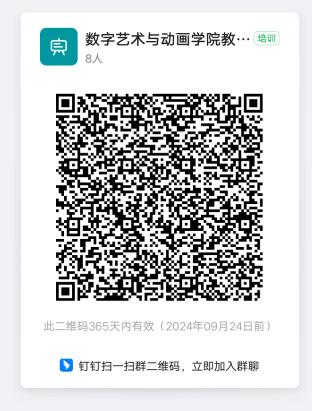 数字艺术与动画学院教…
培训
8人
此二维码365天内有效（2024年09月24日前）
钉钉扫一扫群二维码，立即加入群聊